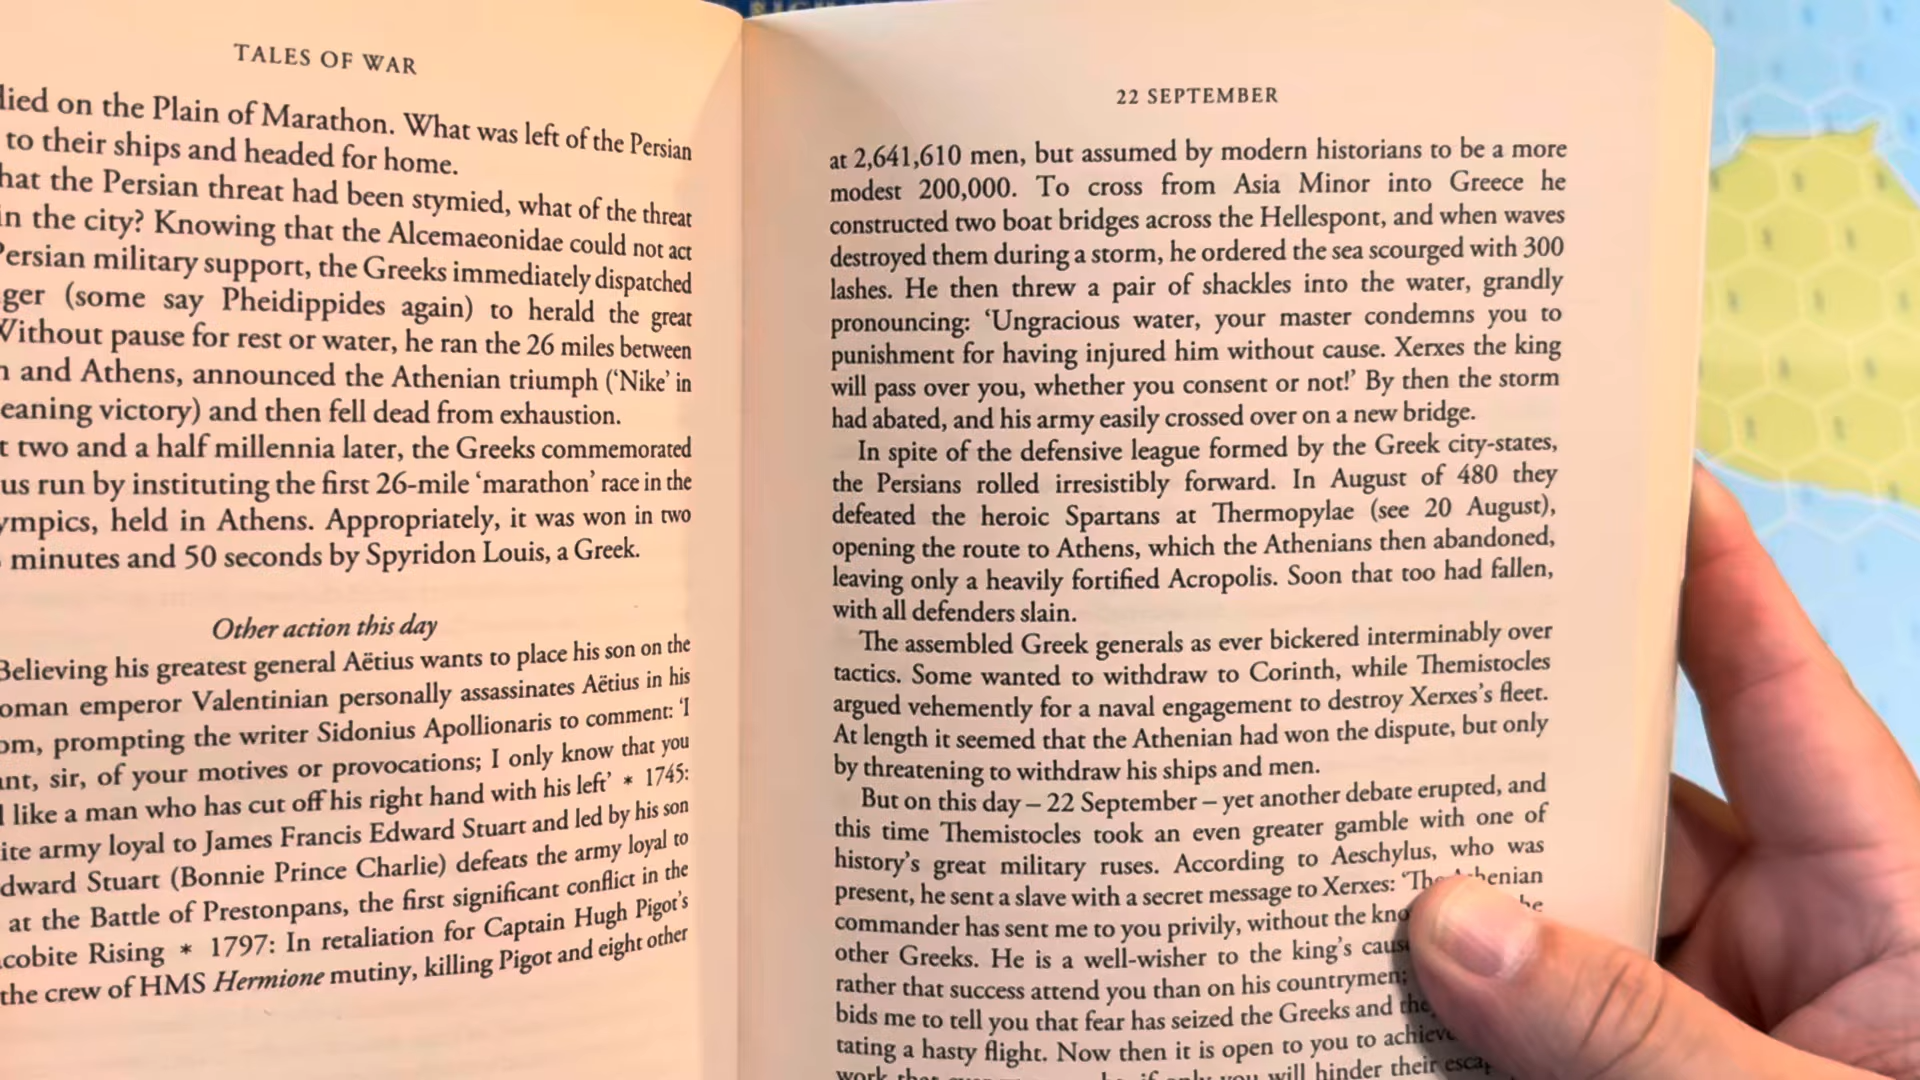 TALES OF WAR
lied on the Plain of Marathon. What was left of the Persian
to their ships and headed for home.
hat the Persian threat had been stymied, what of the threat
in the city? Knowing that the Alcemaeonidae could not act
Persian military support, the Greeks immediately dispatched
ger (some say Pheidippides again) to herald the great
Without pause for rest or water, he ran the 26 miles between
n and Athens, announced the Athenian triumph (‘Nike’ in
eaning victory) and then fell dead from exhaustion.
t two and a half millennia later, the Greeks commemorated
us run by instituting the first 26-mile ‘marathon’ race in the
ympics, held in Athens. Appropriately, it was won in two
minutes and 50 seconds by Spyridon Louis, a Greek.
Other action this day
Believing his greatest general Aëtius wants to place his son on the
oman emperor Valentinian personally assassinates Aëtius in his
om, prompting the writer Sidonius Apollionaris to comment: ‘I
ant, sir, of your motives or provocations; I only know that you
l like a man who has cut off his right hand with his left’ * 1745:
ite army loyal to James Francis Edward Stuart and led by his son
dward Stuart (Bonnie Prince Charlie) defeats the army loyal to
at the Battle of Prestonpans, the first significant conflict in the
cobite Rising * 1797: In retaliation for Captain Hugh Pigot’s
the crew of HMS Hermione mutiny, killing Pigot and eight other
22 SEPTEMBER
at 2,641,610 men, but assumed by modern historians to be a more
modest 200,000. To cross from Asia Minor into Greece he
constructed two boat bridges across the Hellespont, and when waves
destroyed them during a storm, he ordered the sea scourged with 300
lashes. He then threw a pair of shackles into the water, grandly
pronouncing: ‘Ungracious water, your master condemns you to
punishment for having injured him without cause. Xerxes the king
will pass over you, whether you consent or not!’ By then the storm
had abated, and his army easily crossed over on a new bridge.
In spite of the defensive league formed by the Greek city-states,
the Persians rolled irresistibly forward. In August of 480 they
defeated the heroic Spartans at Thermopylae (see 20 August),
opening the route to Athens, which the Athenians then abandoned,
leaving only a heavily fortified Acropolis. Soon that too had fallen,
with all defenders slain.
The assembled Greek generals as ever bickered interminably over
tactics. Some wanted to withdraw to Corinth, while Themistocles
argued vehemently for a naval engagement to destroy Xerxes’s fleet.
At length it seemed that the Athenian had won the dispute, but only
by threatening to withdraw his ships and men.
But on this day – 22 September – yet another debate erupted, and
this time Themistocles took an even greater gamble with one of
history’s great military ruses. According to Aeschylus, who was
present, he sent a slave with a secret message to Xerxes: ‘The Athenian
commander has sent me to you privily, without the kno he
other Greeks. He is a well-wisher to the king’s cause
rather that success attend you than on his countrymen;
bids me to tell you that fear has seized the Greeks and the
tating a hasty flight. Now then it is open to you to achieve
work that if only you will hinder their escap